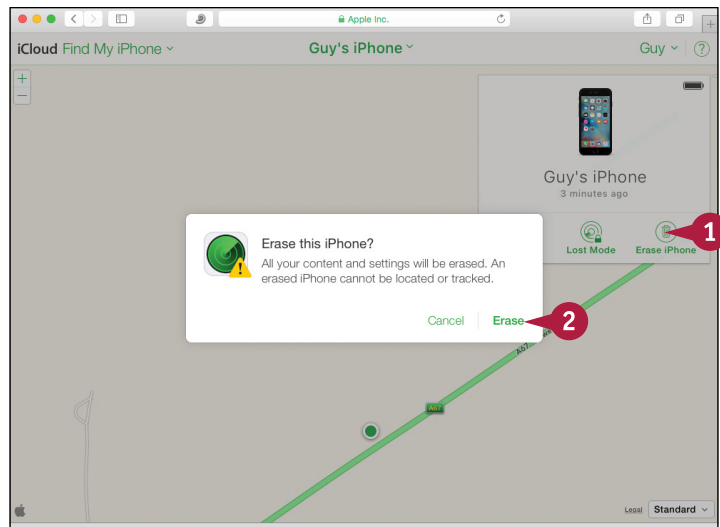 Apple Inc.
iCloud Find My iPhone
Guy's iPhone
Guy
?
+
−
Guy's iPhone
3 minutes ago
Lost Mode
Erase iPhone
1
Erase this iPhone?
All your content and settings will be erased. An
erased iPhone cannot be located or tracked.
Cancel
Erase
2
A67
A67
Legal
Standard